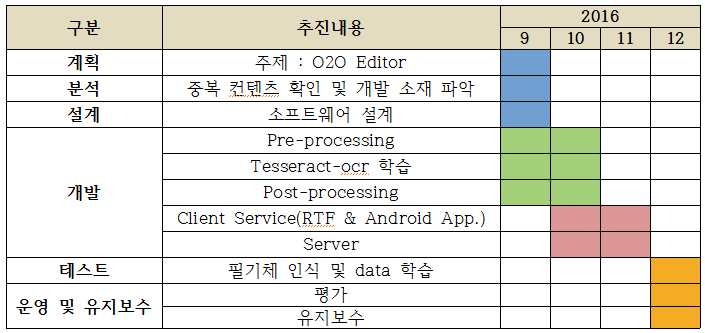 구분 추진내용 2016
9 10 11 12
계획 주제 : O2O Editor
분석 중복 컨텐츠 확인 및 개발 소재 파악
설계 소프트웨어 설계
개발 Pre-processing
Tesseract-ocr 학습
Post-processing
Client Service(RTF & Android App.)
Server
테스트 필기체 인식 및 data 학습
운영 및 유지보수 평가
유지보수